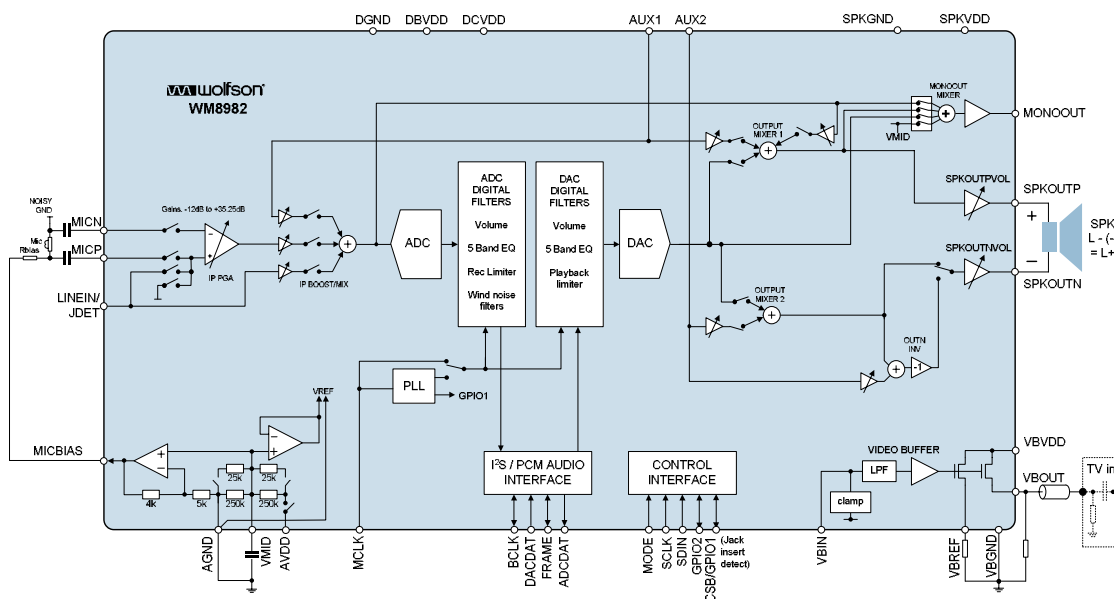 DGND DBVDD DCVDD AUX1 AUX2 SPKGND SPKVDD
wolfson
WM8982
MONOOUT
MIXER
MONOOUT
VMID
OUTPUT
MIXER 1
ADC
DIGITAL
FILTERS
Volume
5 Band EQ
Rec Limiter
Wind noise
filters
DAC
DIGITAL
FILTERS
Volume
5 Band EQ
Playback
limiter
NOISY
GND
MICN
Gains. -12dB to +35.25dB
Mic
Rbias
MICP
IP PGA
IP BOOST/MIX
ADC
DAC
SPKOUTPVOL
SPKOUTP
SPK
L - (-
= L+
SPKOUTNVOL
SPKOUTN
LINEIN/
JDET
OUTPUT
MIXER 2
OUTN
INV
-1
PLL
GPIO1
VREF
MICBIAS
25k 25k
4k 5k 250k 250k
I²S / PCM AUDIO
INTERFACE
CONTROL
INTERFACE
VIDEO BUFFER
LPF
clamp
VBVDD
VBOUT
TV in
AGND
VMID
AVDD
MCLK
BCLK
DACDAT
FRAME
ADCDAT
MODE
SCLK
SDIN
GPIO2
CSB/GPIO1
(Jack
insert
detect)
VBIN
VBREF
VBGND